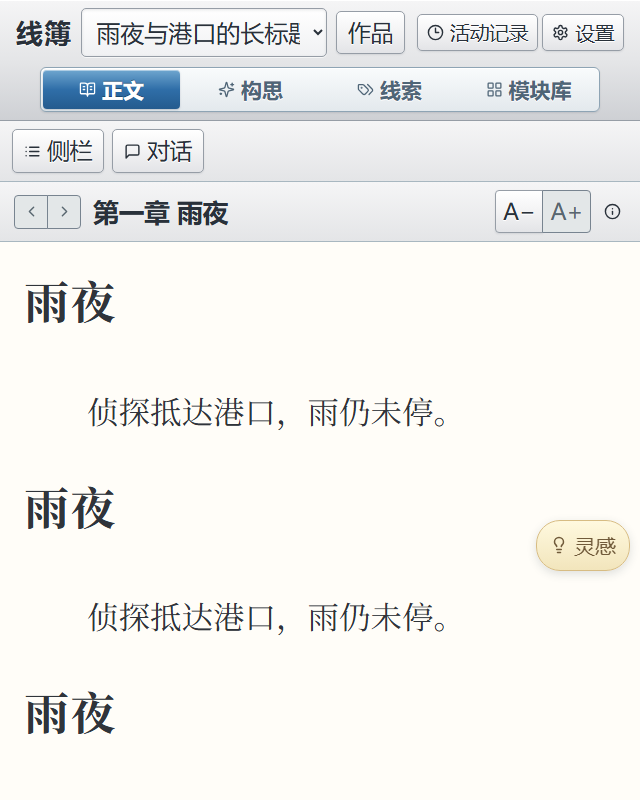 线簿 雨夜与港口的长标题 作品 活动记录 设置
正文 构思 线索 模块库
侧栏 对话
第一章 雨夜 A− A+
雨夜
侦探抵达港口，雨仍未停。
雨夜
灵感
侦探抵达港口，雨仍未停。
雨夜